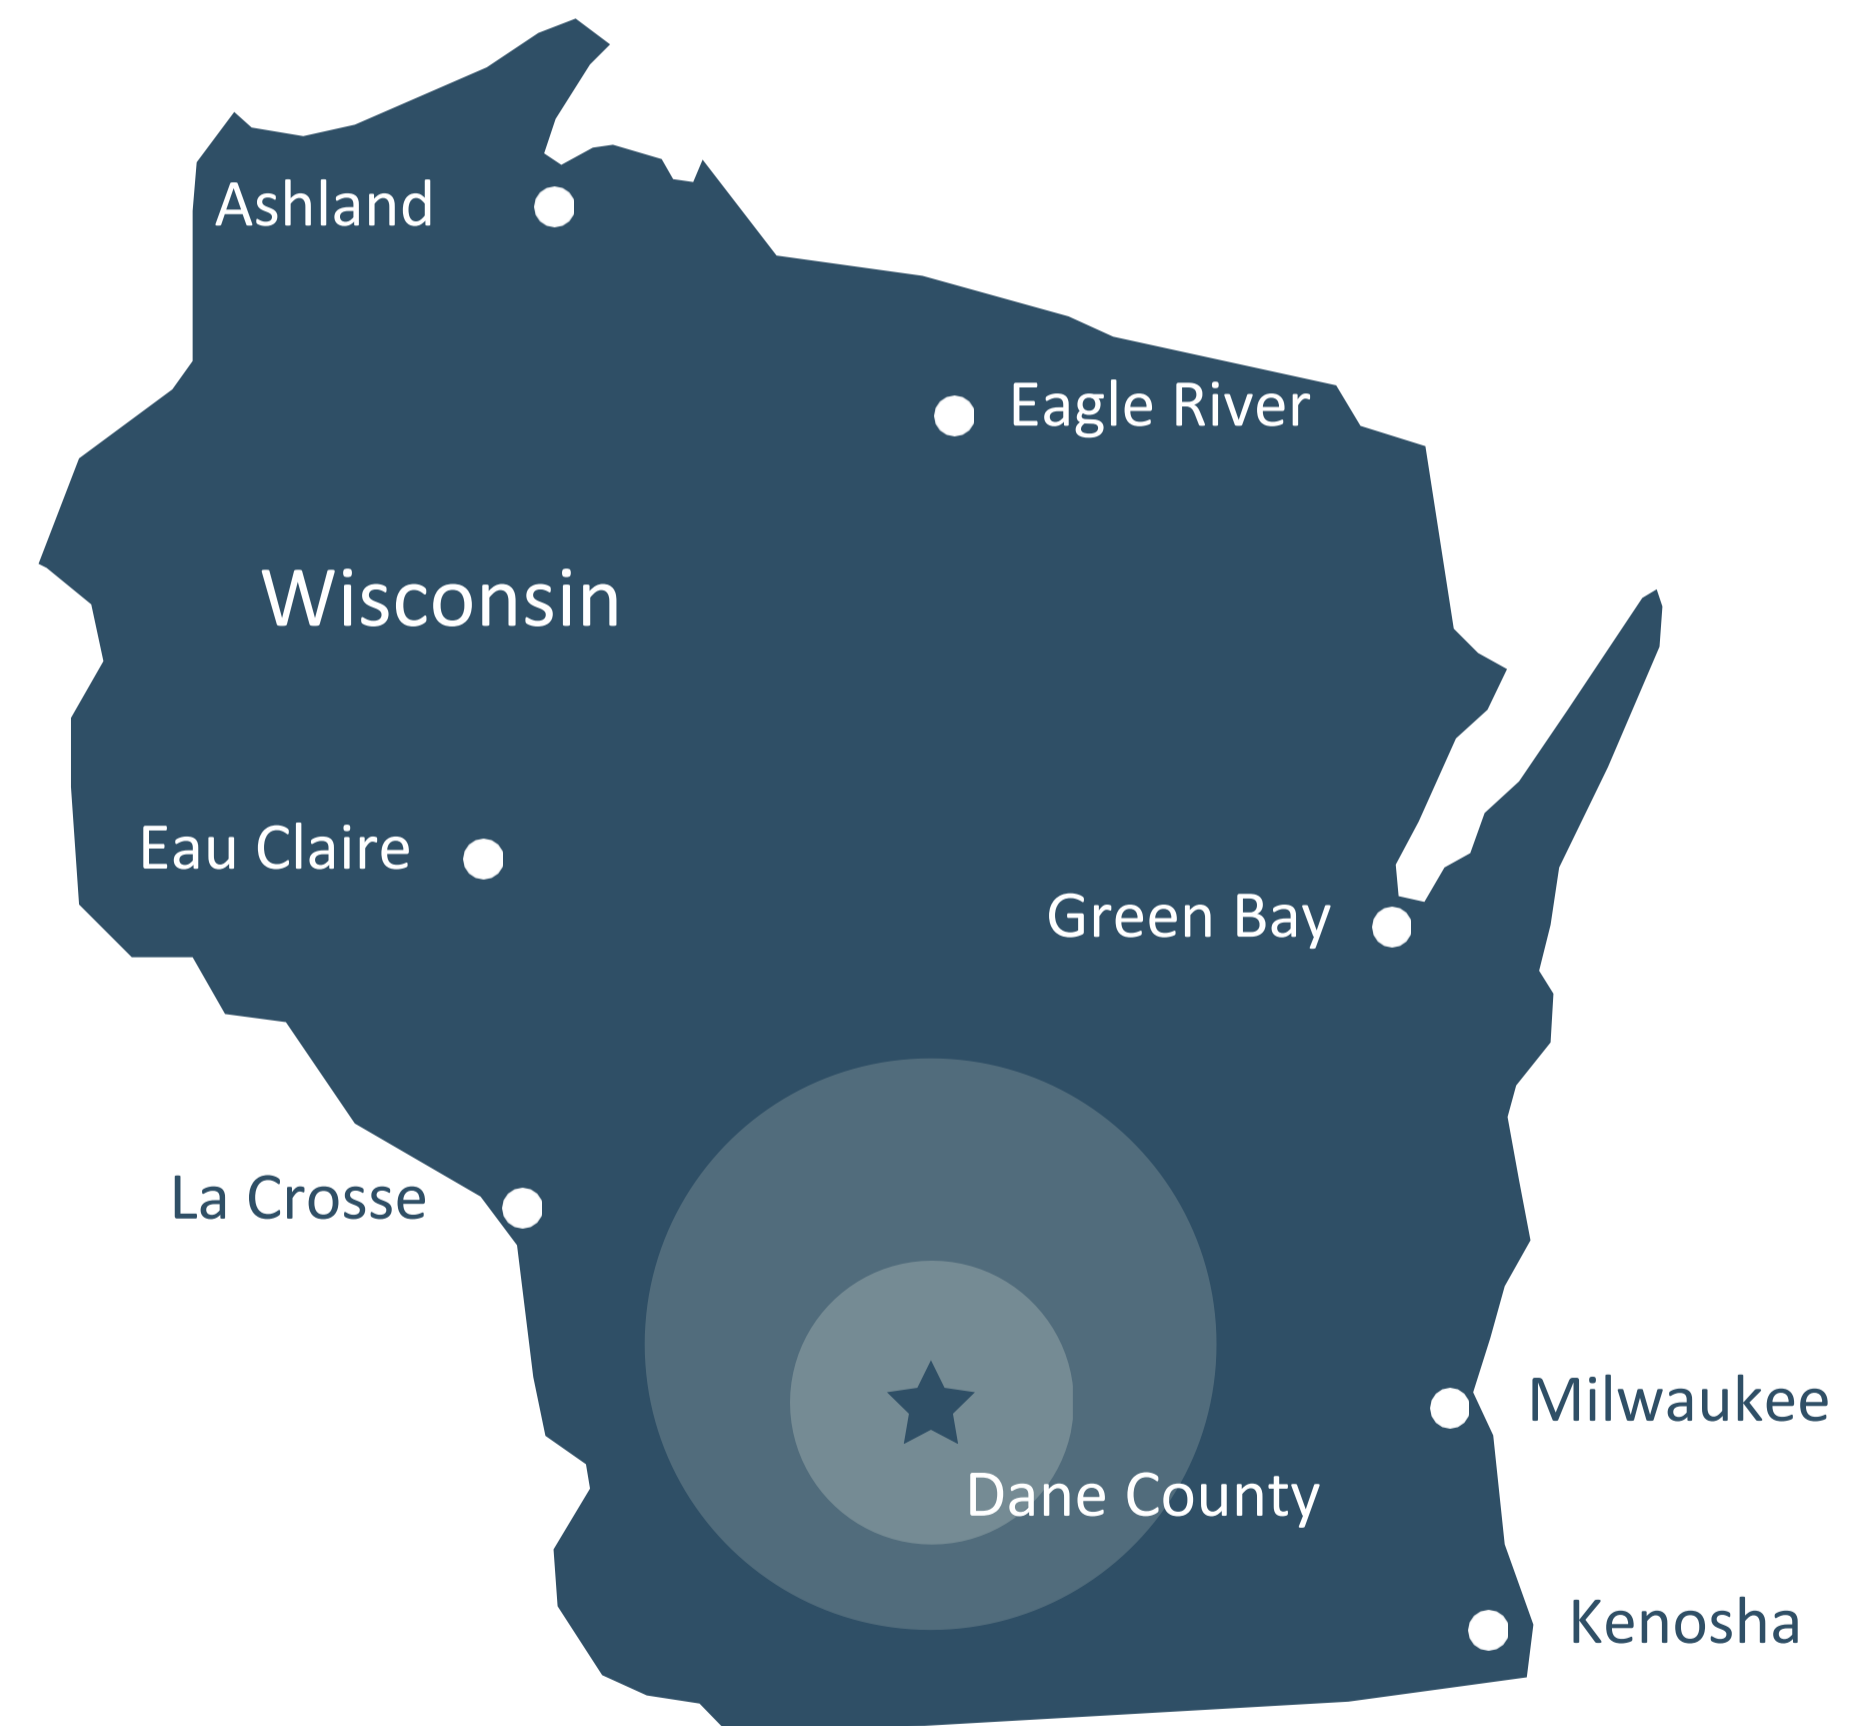 Ashland
Eagle River
Wisconsin
Eau Claire
Green Bay
La Crosse
Milwaukee
Dane County
Kenosha